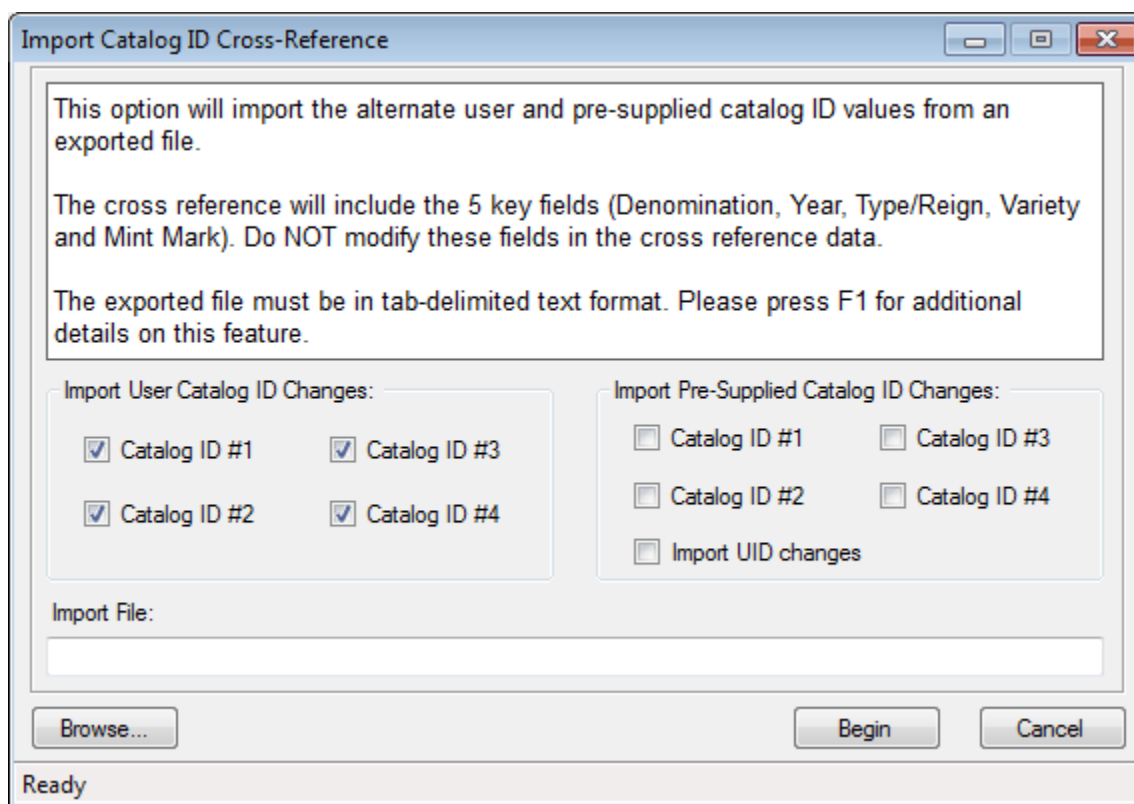 Import Catalog ID Cross-Reference
This option will import the alternate user and pre-supplied catalog ID values from an
exported file.
The cross reference will include the 5 key fields (Denomination, Year, Type/Reign, Variety
and Mint Mark). Do NOT modify these fields in the cross reference data.
The exported file must be in tab-delimited text format. Please press F1 for additional
details on this feature.
Import User Catalog ID Changes:
Catalog ID #1
Catalog ID #3
Catalog ID #2
Catalog ID #4
Import Pre-Supplied Catalog ID Changes:
Catalog ID #1
Catalog ID #3
Catalog ID #2
Catalog ID #4
Import UID changes
Import File:
Browse...
Begin
Cancel
Ready